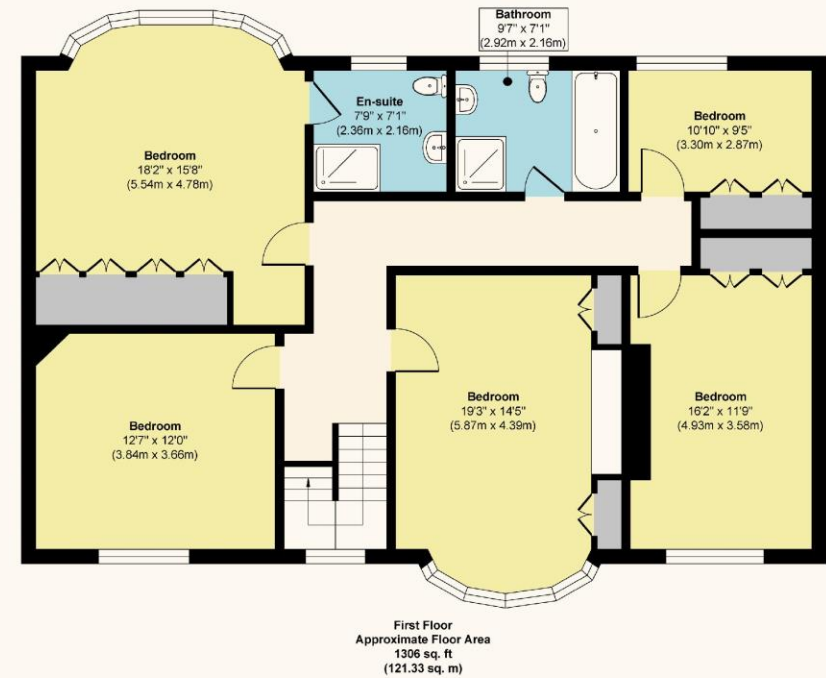 Bathroom
9'7" x 7'1"
(2.92m x 2.16m)
En-suite
7'9" x 7'1"
(2.36m x 2.16m)
Bedroom
10'10" x 9'5"
(3.30m x 2.87m)
Bedroom
18'2" x 15'8"
(5.54m x 4.78m)
Bedroom
12'7" x 12'0"
(3.84m x 3.66m)
Bedroom
19'3" x 14'5"
(5.87m x 4.39m)
Bedroom
16'2" x 11'9"
(4.93m x 3.58m)
First Floor
Approximate Floor Area
1306 sq. ft
(121.33 sq. m)